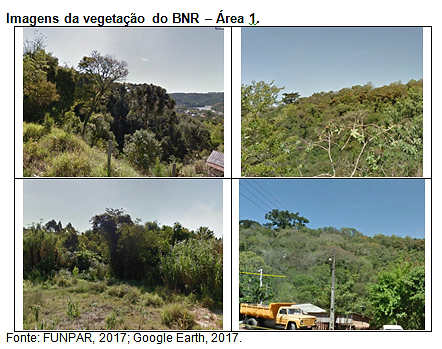 Imagens da vegetação do BNR – Área 1.
Fonte: FUNPAR, 2017; Google Earth, 2017.